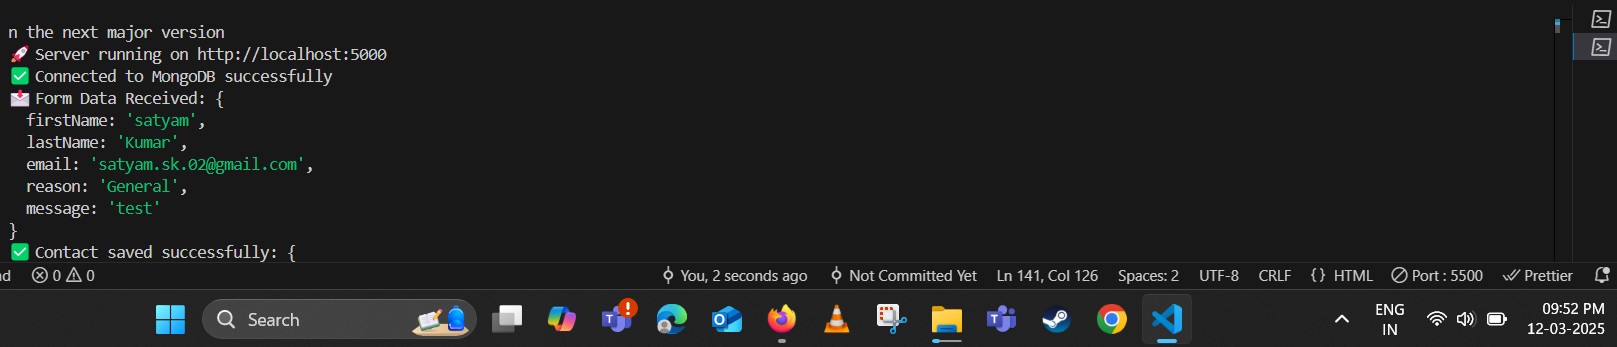 n the next major version
🚀 Server running on http://localhost:5000
✅ Connected to MongoDB successfully
📩 Form Data Received: {
firstName: 'satyam',
lastName: 'Kumar',
email: 'satyam.sk.02@gmail.com',
reason: 'General',
message: 'test'
}
✅ Contact saved successfully: {
nd 0 0 You, 2 seconds ago Not Committed Yet Ln 141, Col 126 Spaces: 2 UTF-8 CRLF {} HTML Port : 5500 Prettier
Search
ENG
IN
09:52 PM
12-03-2025